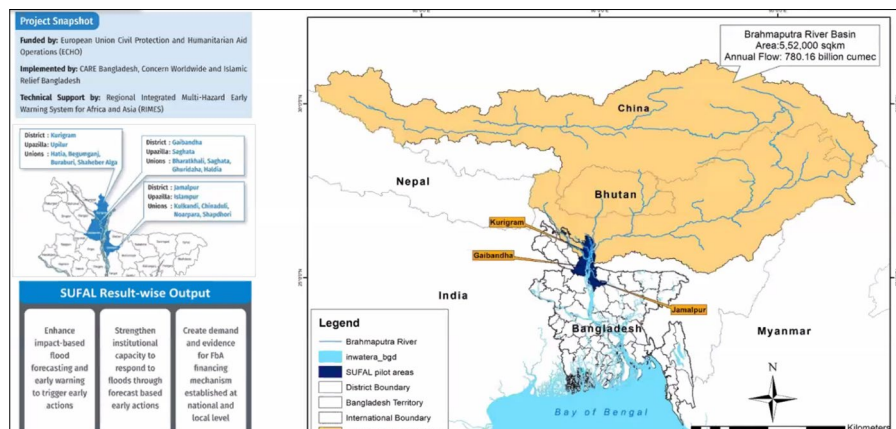 Project Snapshot
Funded by: European Union Civil Protection and Humanitarian Aid
Operations (ECHO)
Implemented by: CARE Bangladesh, Concern Worldwide and Islamic
Relief Bangladesh
Technical Support by: Regional Integrated Multi-Hazard Early
Warning System for Africa and Asia (RIMES)
District : Kurigram
Upazilla: Ulipur
Unions : Hatia, Begumganj,
Buraburi, Shaheber Alga
District : Gaibandha
Upazilla: Saghata
Unions : Bharatkhali, Saghata,
Ghuridaha, Haldia
District : Jamalpur
Upazilla: Islampur
Unions : Kulkandi, Chinaduli,
Noarpara, Shapdhori
SUFAL Result-wise Output
Enhance
impact-based
flood
forecasting and
early warning
to trigger early
actions
Strengthen
institutional
capacity to
respond to
floods through
forecast based
early actions
Create demand
and evidence
for FbA
financing
mechanism
established at
national and
local level
Brahmaputra River Basin
Area:5,52,000 sqkm
Annual Flow: 780.16 billion cumec
China
Nepal
Bhutan
Kurigram
Gaibandha
Jamalpur
India
Bangladesh
Myanmar
Bay of Bengal
N
Kilometers
Legend
Brahmaputra River
inwatera_bgd
SUFAL pilot areas
District Boundary
Bangladesh Territory
International Boundary